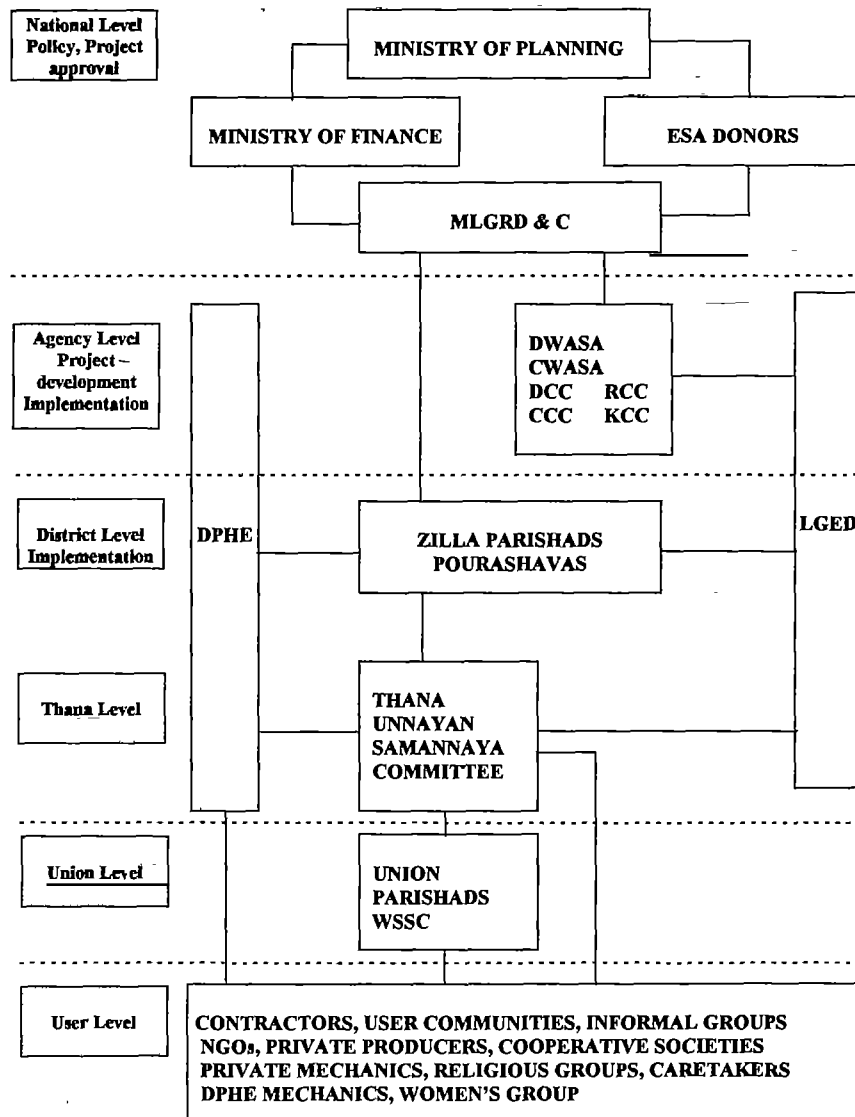 National Level
Policy, Project
approval
MINISTRY OF PLANNING
MINISTRY OF FINANCE
ESA DONORS
MLGRD & C
Agency Level
Project –
development
Implementation
DWASA
CWASA
DCC RCC
CCC KCC
District Level
Implementation
DPHE
ZILLA PARISHADS
POURASHAVAS
LGED
Thana Level
THANA
UNNAYAN
SAMANNAYA
COMMITTEE
Union Level
UNION
PARISHADS
WSSC
User Level
CONTRACTORS, USER COMMUNITIES, INFORMAL GROUPS
NGOs, PRIVATE PRODUCERS, COOPERATIVE SOCIETIES
PRIVATE MECHANICS, RELIGIOUS GROUPS, CARETAKERS
DPHE MECHANICS, WOMEN'S GROUP